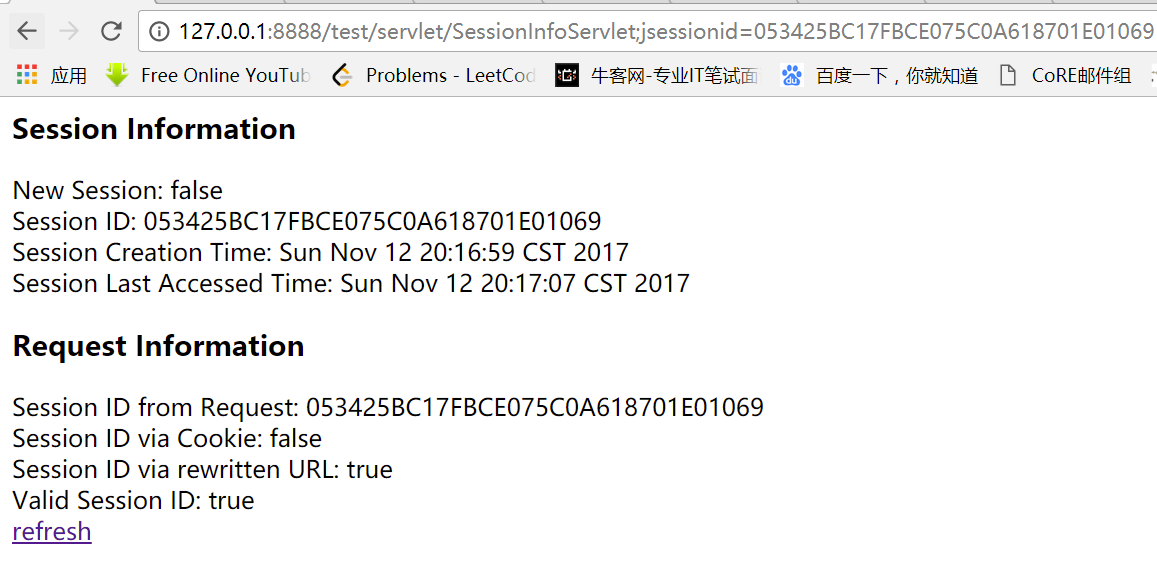 127.0.0.1:8888/test/servlet/SessionInfoServlet;jsessionid=053425BC17FBCE075C0A618701E01069
应用 Free Online YouTub Problems - LeetCod 牛客网-专业IT笔试面 du 百度一下，你就知道 CoRE邮件组
Session Information
New Session: false
Session ID: 053425BC17FBCE075C0A618701E01069
Session Creation Time: Sun Nov 12 20:16:59 CST 2017
Session Last Accessed Time: Sun Nov 12 20:17:07 CST 2017
Request Information
Session ID from Request: 053425BC17FBCE075C0A618701E01069
Session ID via Cookie: false
Session ID via rewritten URL: true
Valid Session ID: true
refresh